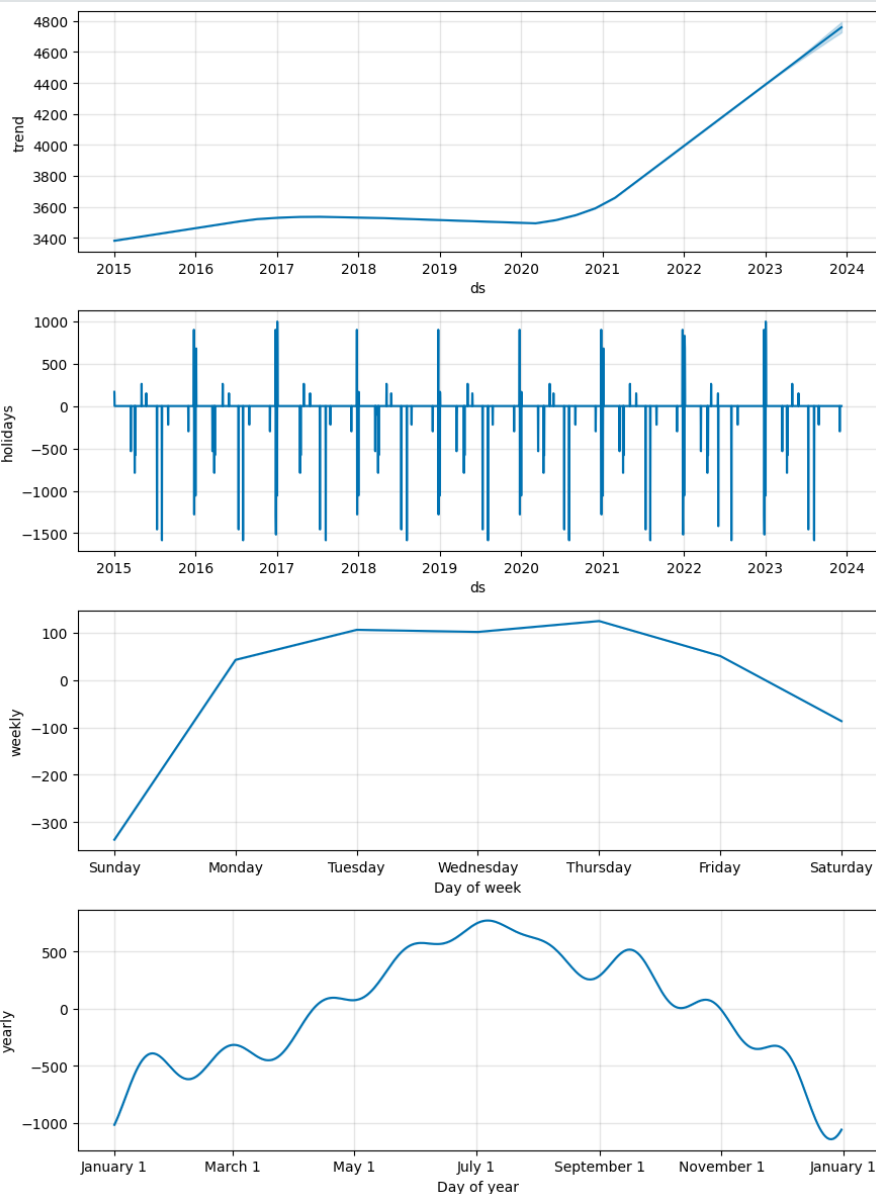 4800
4600
4400
4200
4000
3800
3600
3400
trend
2015 2016 2017 2018 2019 2020 2021 2022 2023 2024
ds
1000
500
0
−500
−1000
−1500
holidays
2015 2016 2017 2018 2019 2020 2021 2022 2023 2024
ds
100
0
−100
−200
−300
weekly
Sunday Monday Tuesday Wednesday Thursday Friday Saturday
Day of week
500
0
−500
−1000
yearly
January 1 March 1 May 1 July 1 September 1 November 1 January 1
Day of year